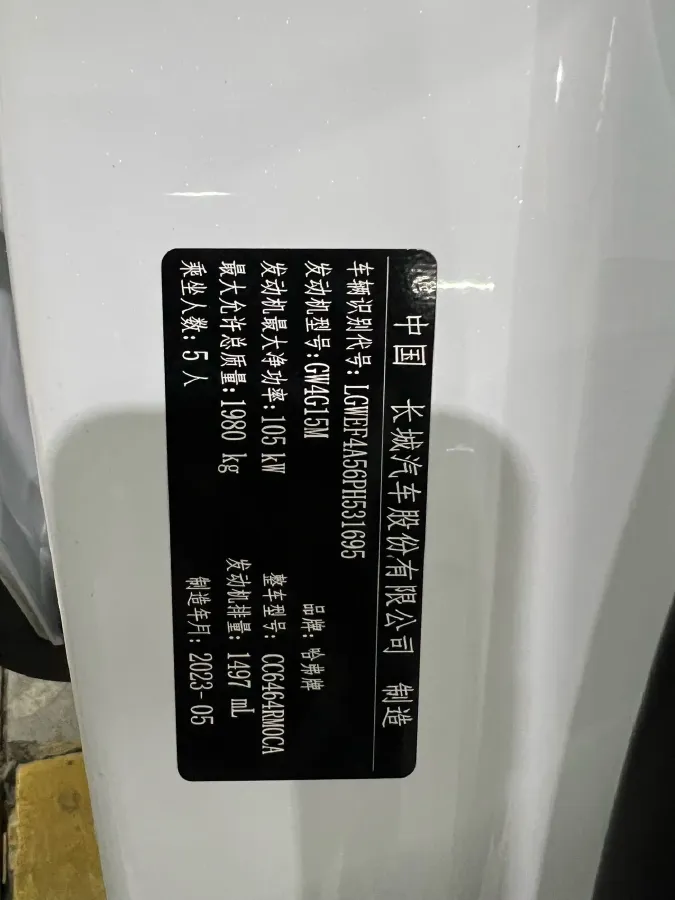 中国 长城汽车股份有限公司 制造
车辆识别代号：LGWEF4A56PH531695
发动机型号：GW4G15M 品牌：哈弗牌
发动机最大净功率：105 kW 整车型号：CC6464RM0CA
最大允许总质量：1980 kg 发动机排量：1497 mL
乘坐人数：5 人 制造年月：2023-05